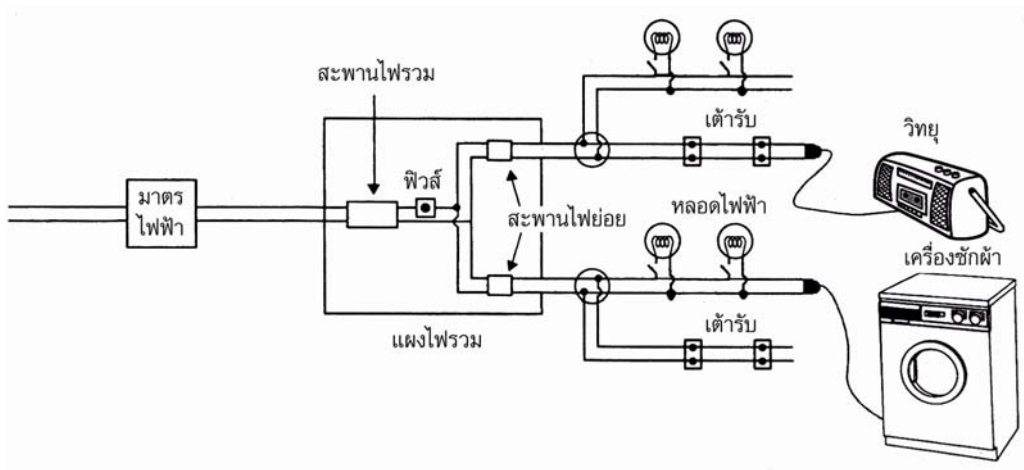 สะพานไฟรวม
เต้ารับ
วิทยุ
ฟิวส์
มาตร
ไฟฟ้า
สะพานไฟย่อย
หลอดไฟฟ้า
เครื่องซักผ้า
แผงไฟรวม
เต้ารับ